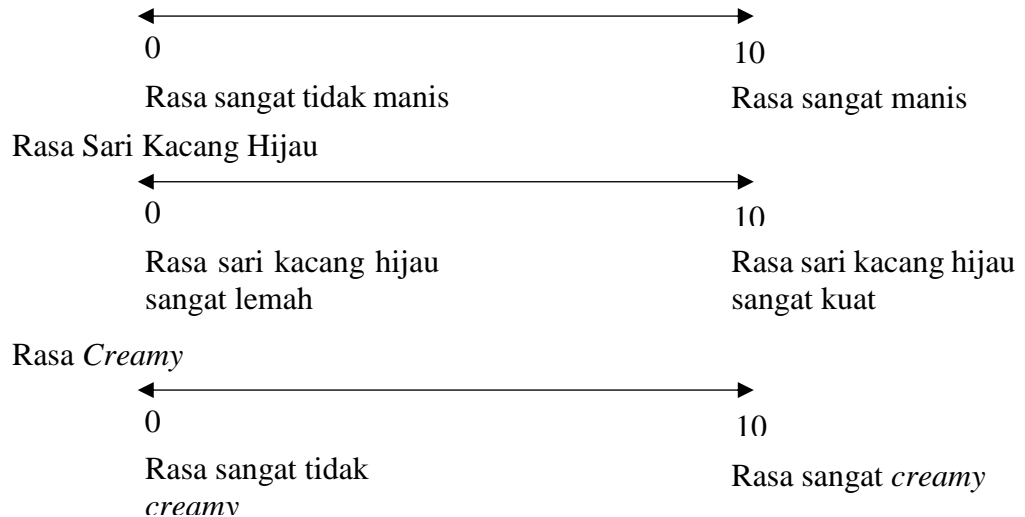 0 10
Rasa sangat tidak manis Rasa sangat manis
Rasa Sari Kacang Hijau
0 10
Rasa sari kacang hijau Rasa sari kacang hijau
sangat lemah sangat kuat
Rasa Creamy
0 10
Rasa sangat tidak Rasa sangat creamy
creamy